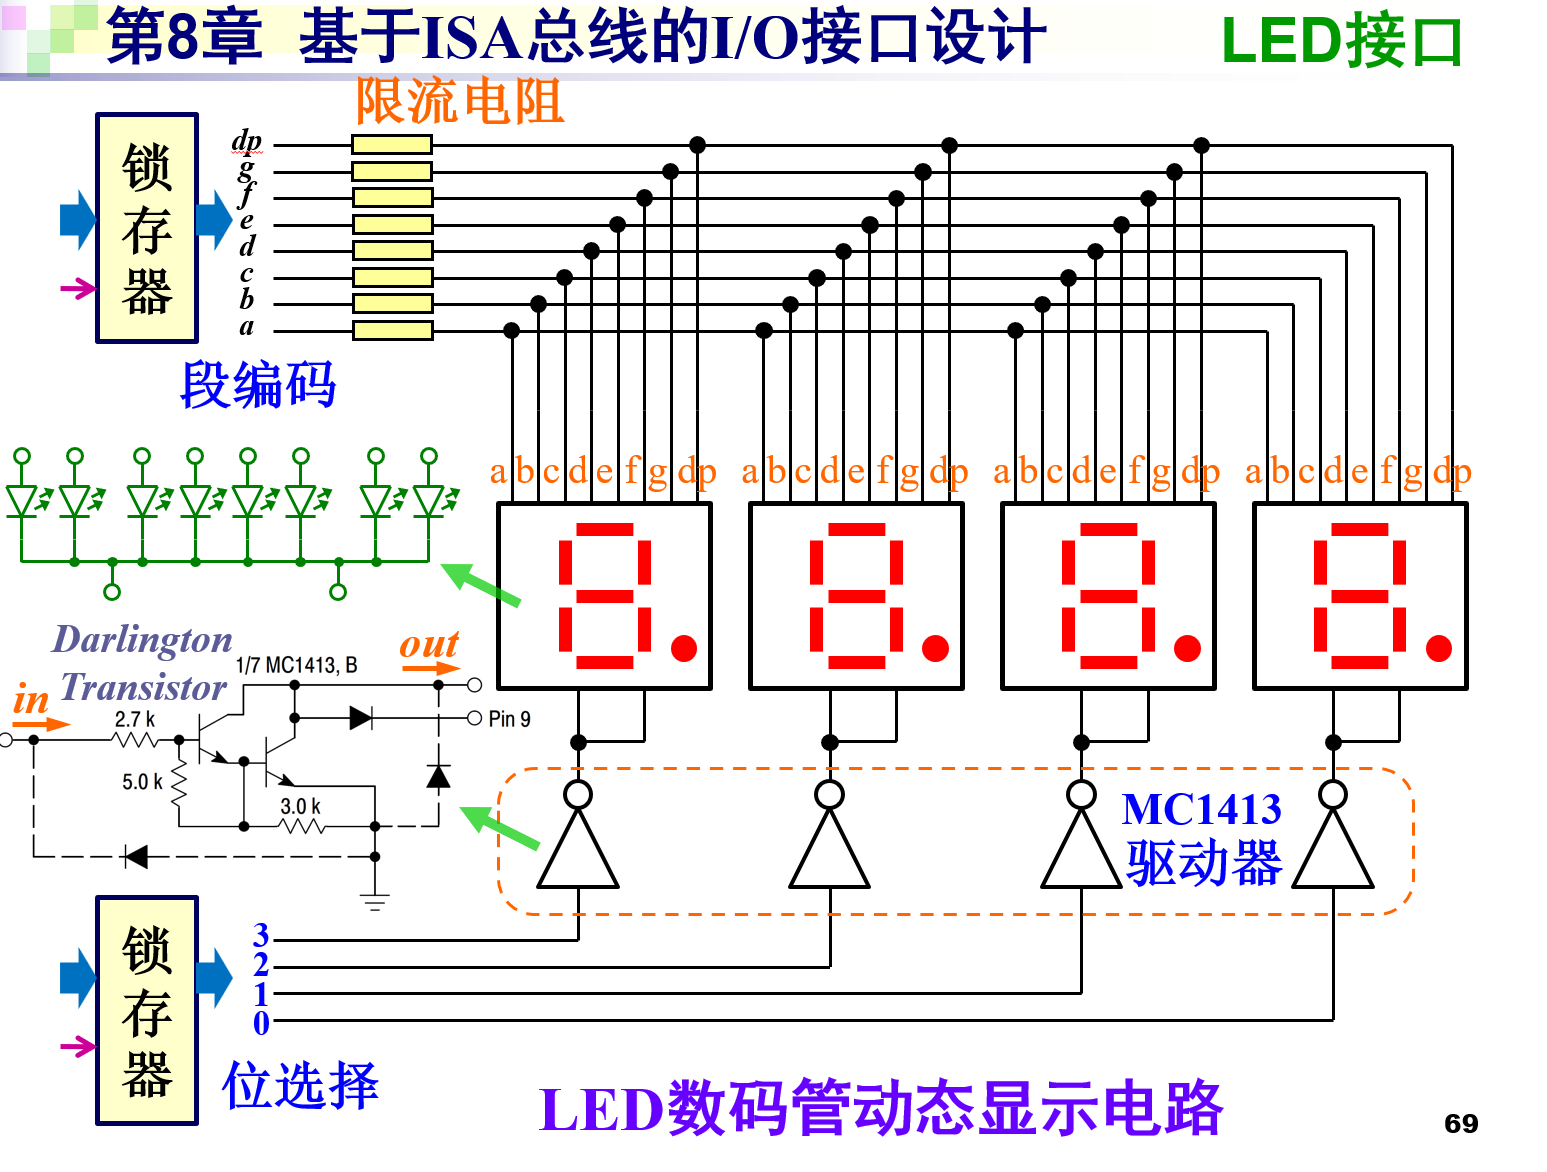 第8章 基于ISA总线的I/O接口设计
LED接口
限流电阻
锁存器
dp
g
f
e
d
c
b
a
段编码
a b c d e f g dp
a b c d e f g dp
a b c d e f g dp
a b c d e f g dp
Darlington
Transistor
in
out
1/7 MC1413, B
2.7 k
Pin 9
5.0 k
3.0 k
MC1413
驱动器
锁存器
3
2
1
0
位选择
LED数码管动态显示电路
69